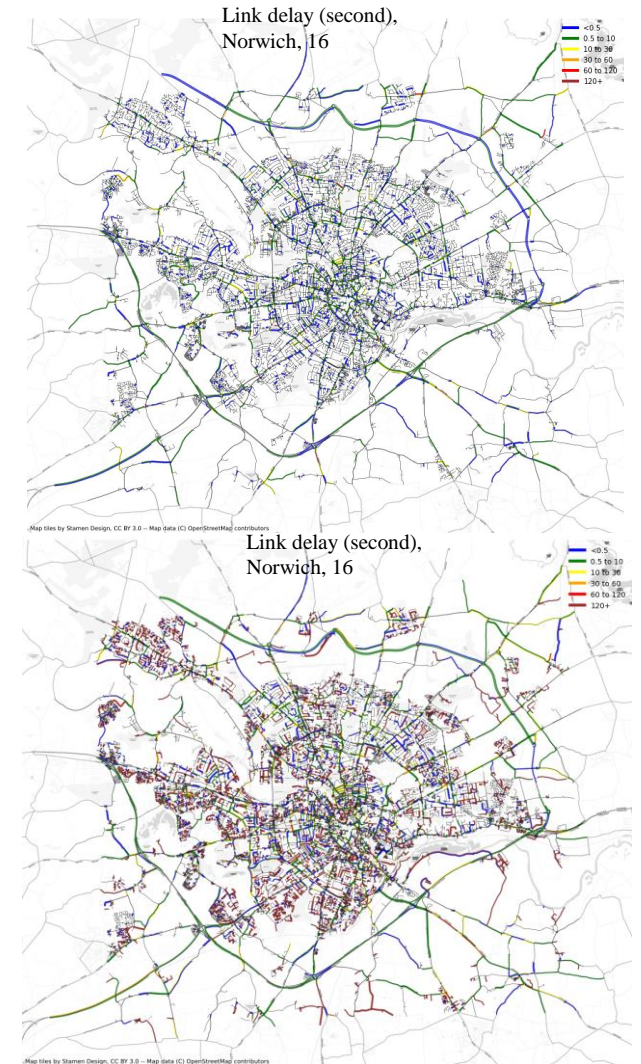 Link delay (second),
Norwich, 16
<0.5
0.5 to 10
10 to 30
30 to 60
60 to 120
120+
Map tiles by Stamen Design, CC BY 3.0 -- Map data (C) OpenStreetMap contributors
Link delay (second),
Norwich, 16
<0.5
0.5 to 10
10 to 30
30 to 60
60 to 120
120+
Map tiles by Stamen Design, CC BY 3.0 -- Map data (C) OpenStreetMap contributors